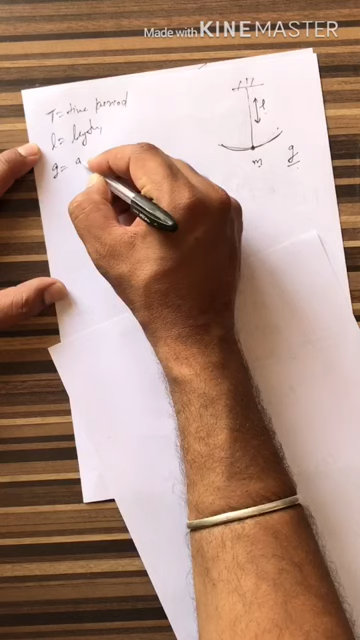 Made with KINEMASTER
T = time period
l = length
g = a
l
m
g